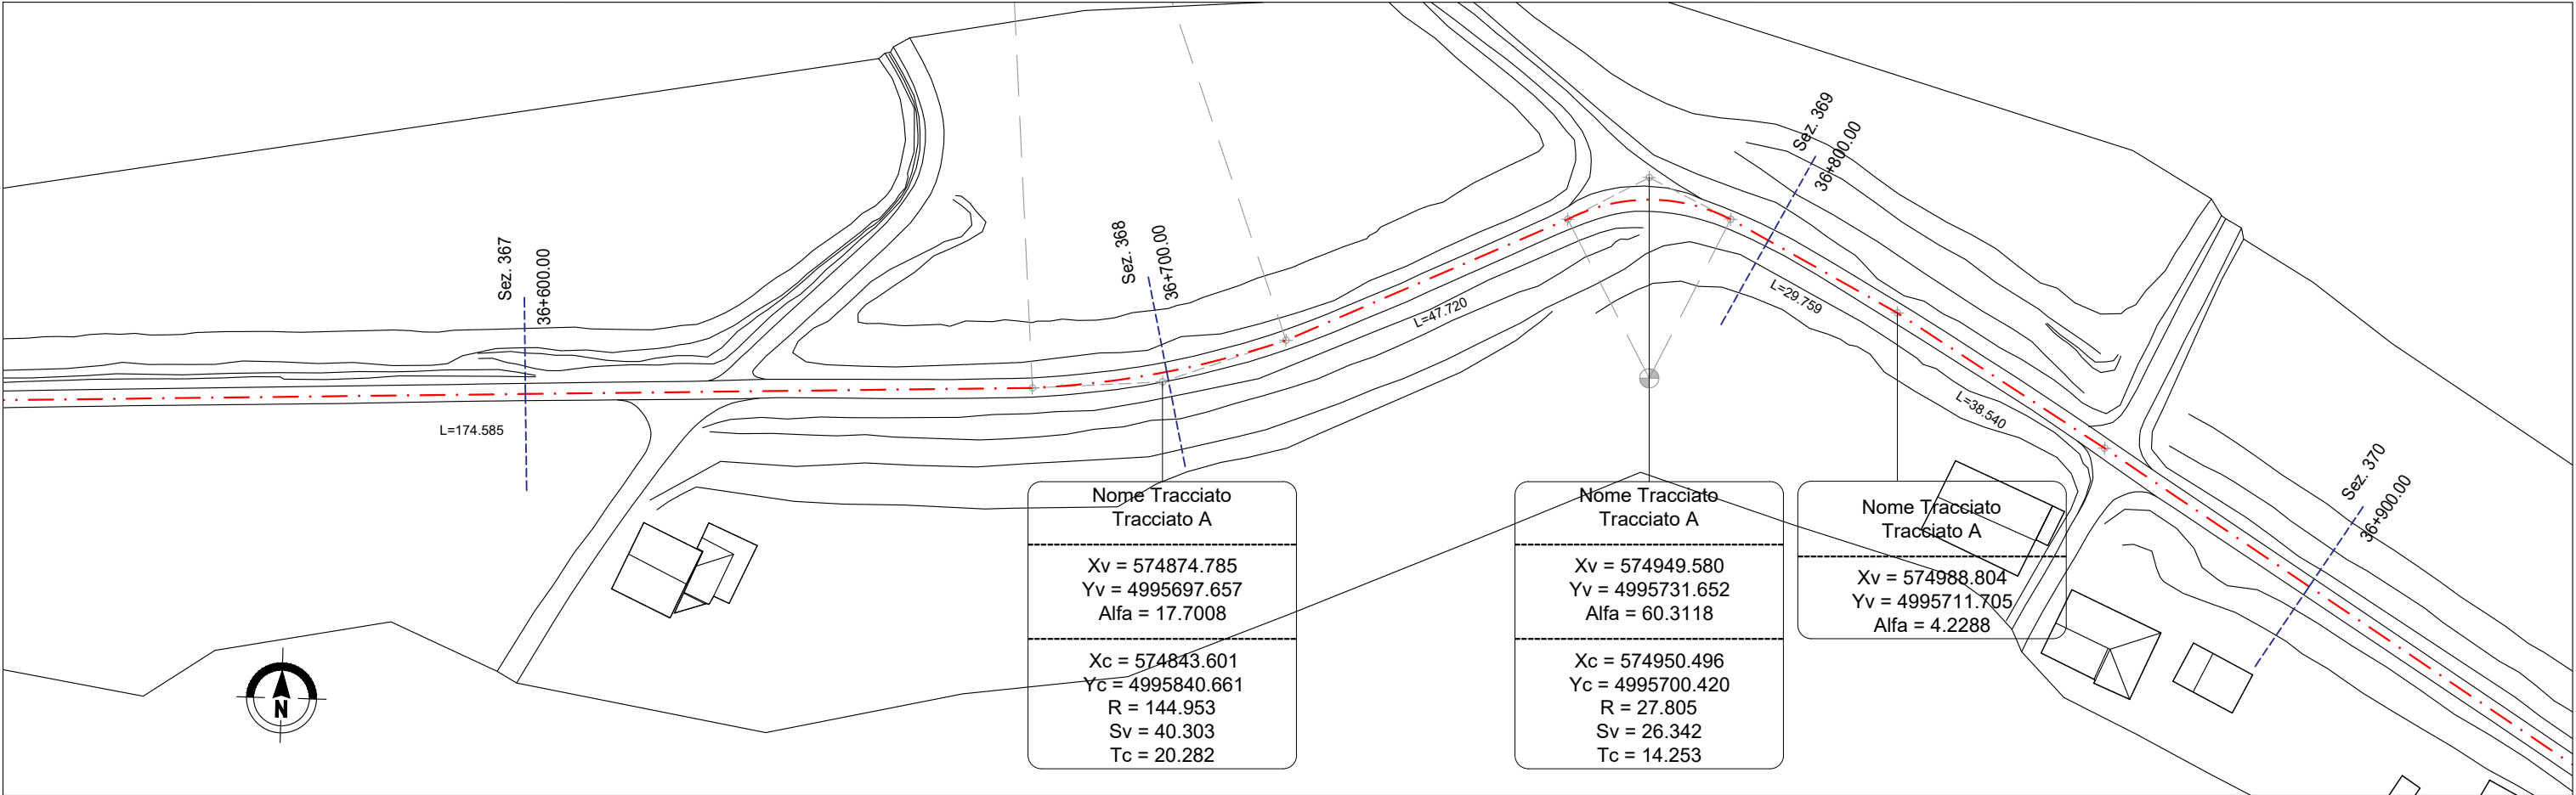 Sez. 367
36+600.00
Sez. 368
36+700.00
Sez. 369
36+800.00
Sez. 370
36+900.00
L=174.585
L=47.720
L=29.759
L=38.540
Nome Tracciato
Tracciato A
Xv = 574874.785
Yv = 4995697.657
Alfa = 17.7008
Xc = 574843.601
Yc = 4995840.661
R = 144.953
Sv = 40.303
Tc = 20.282
Nome Tracciato
Tracciato A
Xv = 574949.580
Yv = 4995731.652
Alfa = 60.3118
Xc = 574950.496
Yc = 4995700.420
R = 27.805
Sv = 26.342
Tc = 14.253
Nome Tracciato
Tracciato A
Xv = 574988.804
Yv = 4995711.705
Alfa = 4.2288
N